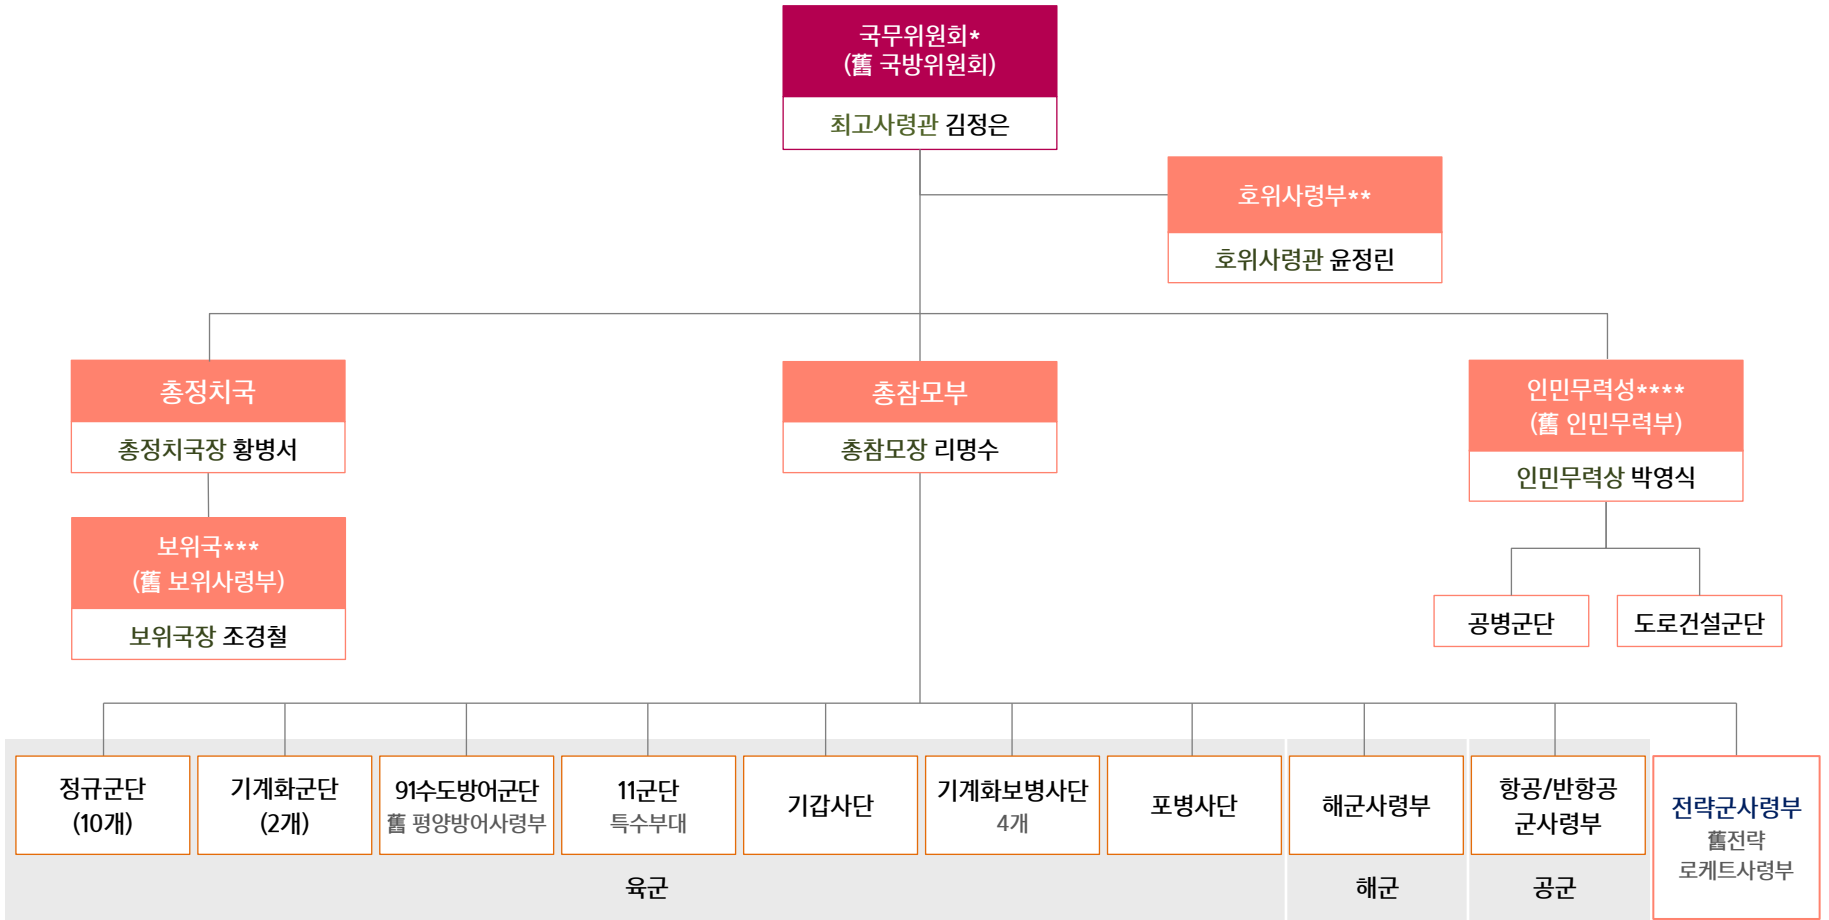 국무위원회*
(舊 국방위원회)
최고사령관 김정은
호위사령부**
호위사령관 윤정린
총정치국
총정치국장 황병서
총참모부
총참모장 리명수
인민무력성****
(舊 인민무력부)
인민무력상 박영식
보위국***
(舊 보위사령부)
보위국장 조경철
공병군단
도로건설군단
정규군단
(10개)
기계화군단
(2개)
91수도방어군단
舊 평양방어사령부
11군단
특수부대
기갑사단
기계화보병사단
4개
포병사단
해군사령부
항공/반항공
군사령부
전략군사령부
舊전략
로케트사령부
육군
해군
공군